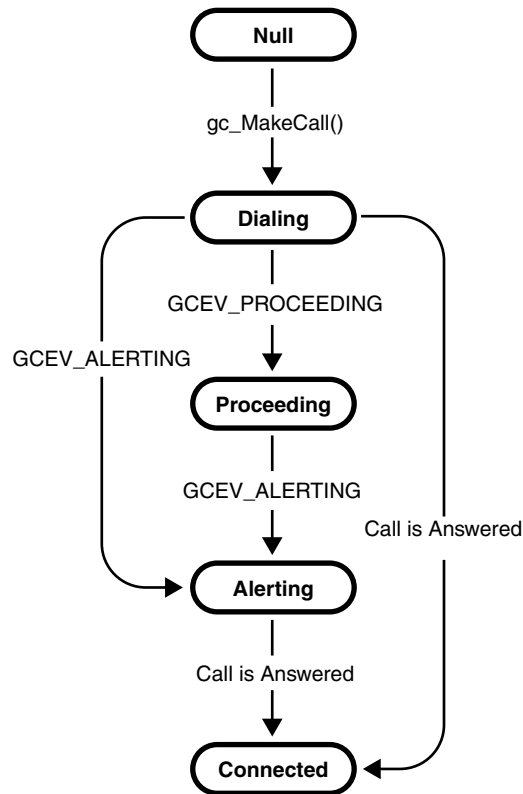 Null
gc_MakeCall()
Dialing
GCEV_PROCEEDING
GCEV_ALERTING
Proceeding
GCEV_ALERTING
Call is Answered
Alerting
Call is Answered
Connected